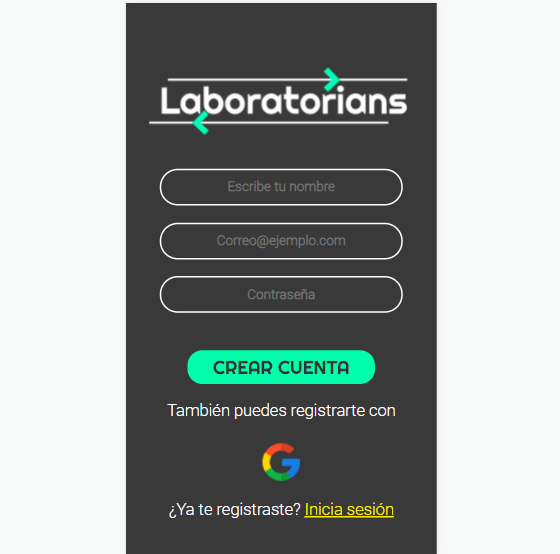 Laboratorians
Escribe tu nombre
Correo@ejemplo.com
Contraseña
CREAR CUENTA
También puedes registrarte con
¿Ya te registraste? Inicia sesión